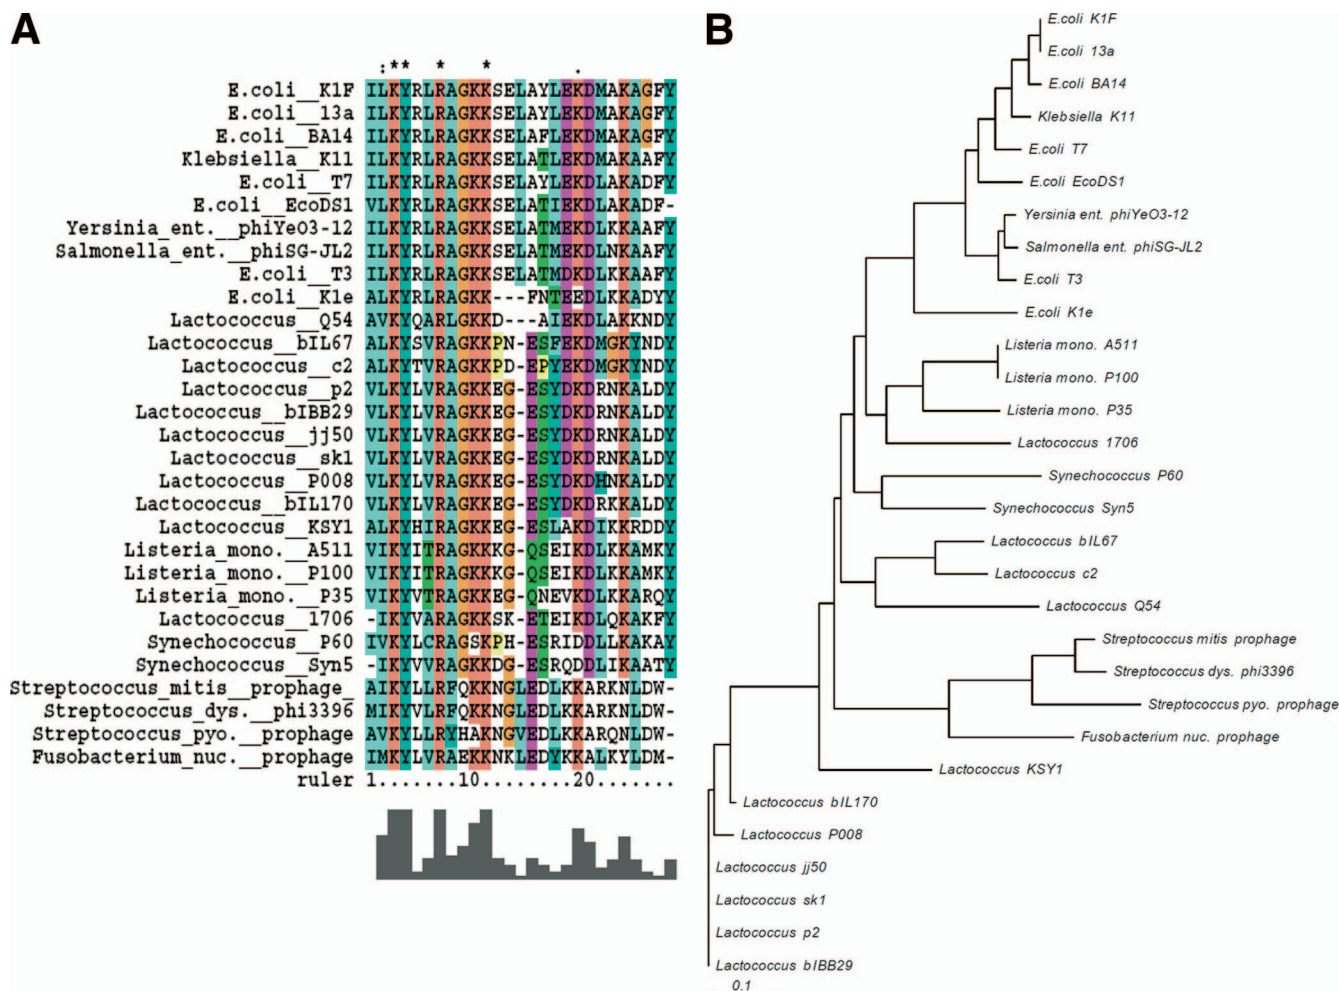 A
: ** * * .
E.coli__K1F ILKYRLRAGKKSELAYLEKDMAKAGFY
E.coli__13a ILKYRLRAGKKSELAYLEKDMAKAGFY
E.coli__BA14 ILKYRLRAGKKSELAFLEKDMAKAGFY
Klebsiella__K11 ILKYRLRAGKKSELATLEKDMAKAAFY
E.coli__T7 ILKYRLRAGKKSELAYLEKDLAKADFY
E.coli__EcoDS1 VLKYRLRAGKKSELATIEKDLAKADF-
Yersinia_ent.__phiYeO3-12 ILKYRLRAGKKSELATMEKDLKKAAFY
Salmonella_ent.__phiSG-JL2 ILKYRLRAGKKSELATMEKDLNKAAFY
E.coli__T3 ILKYRLRAGKKSELATMDKDLKKAAFY
E.coli__K1e ALKYRLRAGKK---FNTEEDLKKADYY
Lactococcus__Q54 AVKYQARLGKKD---AIEKDLAKKNDY
Lactococcus__bIL67 ALKYSVRAGKKPN-ESFEKDMGKYNDY
Lactococcus__c2 ALKYTVRAGKKPD-EPYEKDMGKYNDY
Lactococcus__p2 VLKYLVRAGKKEG-ESYDKDRNKALDY
Lactococcus__bIBB29 VLKYLVRAGKKEG-ESYDKDRNKALDY
Lactococcus__jj50 VLKYLVRAGKKEG-ESYDKDRNKALDY
Lactococcus__sk1 VLKYLVRAGKKEG-ESYDKDRNKALDY
Lactococcus__P008 VLKYLVRAGKKEG-ESYDKDHNKALDY
Lactococcus__bIL170 VLKYLVRAGKKEG-ESYDKDRKKALDY
Lactococcus__KSY1 ALKYHIRAGKKEG-ESLAKDIKKRDDY
Listeria_mono.__A511 VIKYITRAGKKKG-QSEIKDLKKAMKY
Listeria_mono.__P100 VIKYITRAGKKKG-QSEIKDLKKAMKY
Listeria_mono.__P35 VIKYVTRAGKKEG-QNEVKDLKKARQY
Lactococcus__1706 -IKYVARAGKKSK-ETEIKDLQKAKFY
Synechococcus__P60 IVKYLCRAGSKPH-ESRIDDLLKAKAY
Synechococcus__Syn5 -IKYVVRAGKKDG-ESRQDDLIKAATY
Streptococcus_mitis__prophage_ AIKYLLRFQKKNGLEDLKKARKNLDW-
Streptococcus_dys.__phi3396 MIKYVLRFQKKNGLEDLKKARKNLDW-
Streptococcus_pyo.__prophage AVKYLLRYHAKNGVEDLKKARQNLDW-
Fusobacterium_nuc.__prophage IMKYLVRAEKKNKLEDYKKALKYLDM-
ruler 1.......10........20........
B
E.coli K1F
E.coli 13a
E.coli BA14
Klebsiella K11
E.coli T7
E.coli EcoDS1
Yersinia ent. phiYeO3-12
Salmonella ent. phiSG-JL2
E.coli T3
E.coli K1e
Listeria mono. A511
Listeria mono. P100
Listeria mono. P35
Lactococcus 1706
Synechococcus P60
Synechococcus Syn5
Lactococcus bIL67
Lactococcus c2
Lactococcus Q54
Streptococcus mitis prophage
Streptococcus dys. phi3396
Streptococcus pyo. prophage
Fusobacterium nuc. prophage
Lactococcus KSY1
Lactococcus bIL170
Lactococcus P008
Lactococcus jj50
Lactococcus sk1
Lactococcus p2
Lactococcus bIBB29
0.1